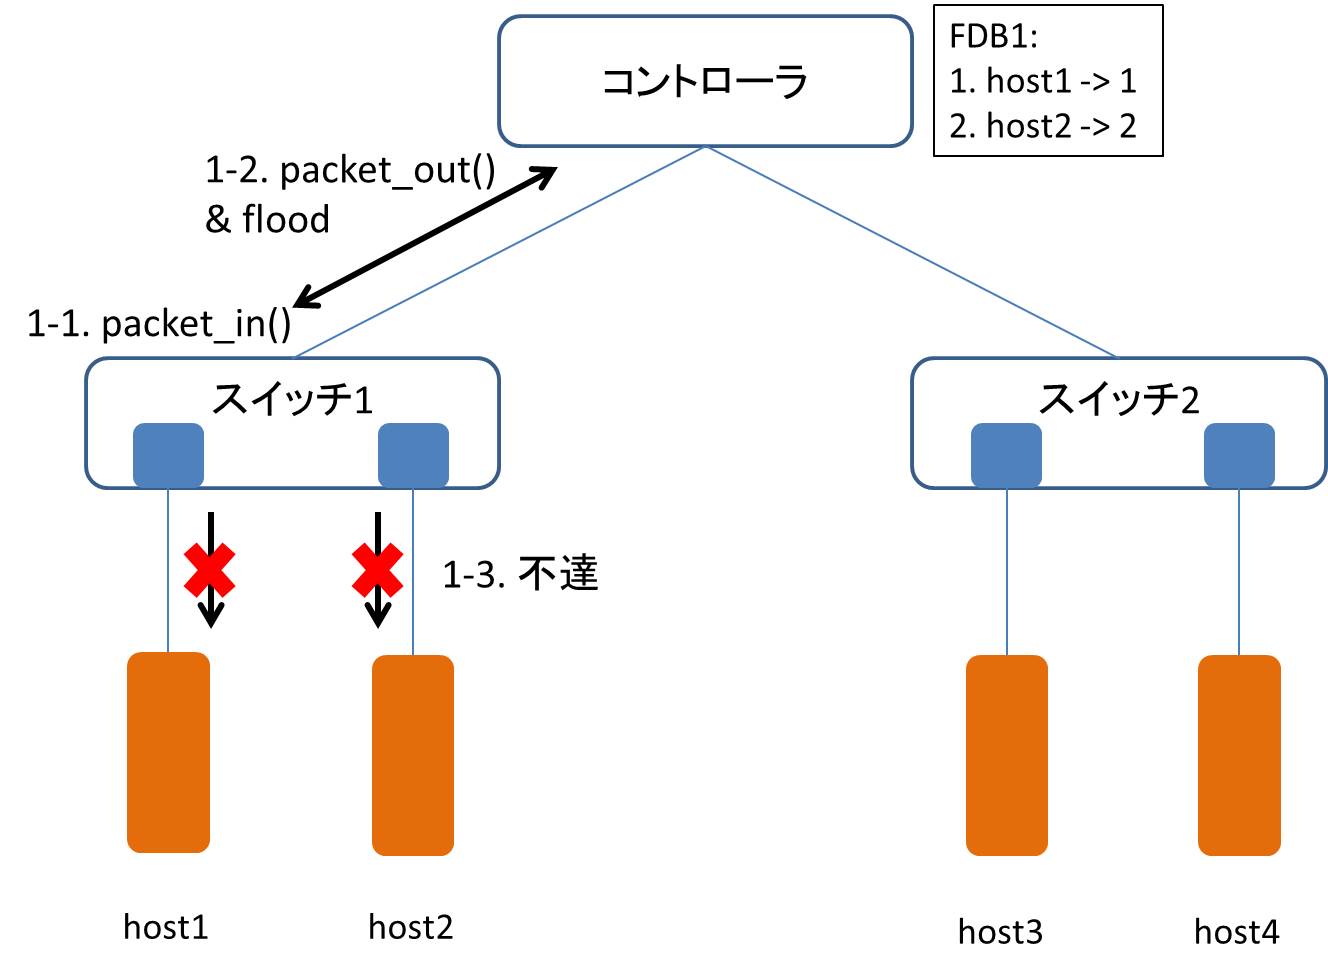 コントローラ
FDB1:
1. host1 -> 1
2. host2 -> 2
1-2. packet_out()
& flood
1-1. packet_in()
スイッチ1
スイッチ2
1-3. 不達
host1
host2
host3
host4